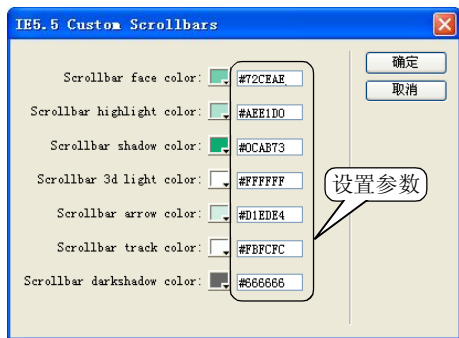 IE5.5 Custom Scrollbars
确定
取消
Scrollbar face color: #72CEAE
Scrollbar highlight color: #AEE1D0
Scrollbar shadow color: #0CAB73
Scrollbar 3d light color: #FFFFFF
设置参数
Scrollbar arrow color: #D1EDE4
Scrollbar track color: #FBFCFC
Scrollbar darkshadow color: #666666